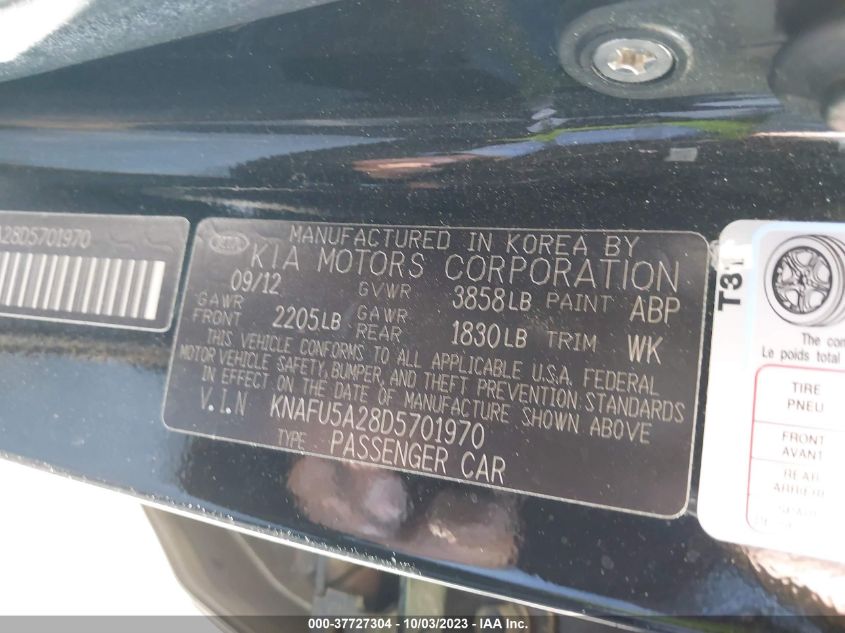 A28D5701970
KIA
MANUFACTURED IN KOREA BY
KIA MOTORS CORPORATION
09/12 GVWR 3858LB PAINT ABP
GAWR FRONT 2205LB GAWR REAR 1830LB TRIM WK
THIS VEHICLE CONFORMS TO ALL APPLICABLE U.S.A. FEDERAL
MOTOR VEHICLE SAFETY, BUMPER, AND THEFT PREVENTION STANDARDS
IN EFFECT ON THE DATE OF MANUFACTURE SHOWN ABOVE
V.I.N KNAFU5A28D5701970
TYPE PASSENGER CAR
The com
Le poids total
TIRE
PNEU
FRONT
AVANT
REAR
ARRIÈRE
000-37727304 - 10/03/2023 - IAA Inc.